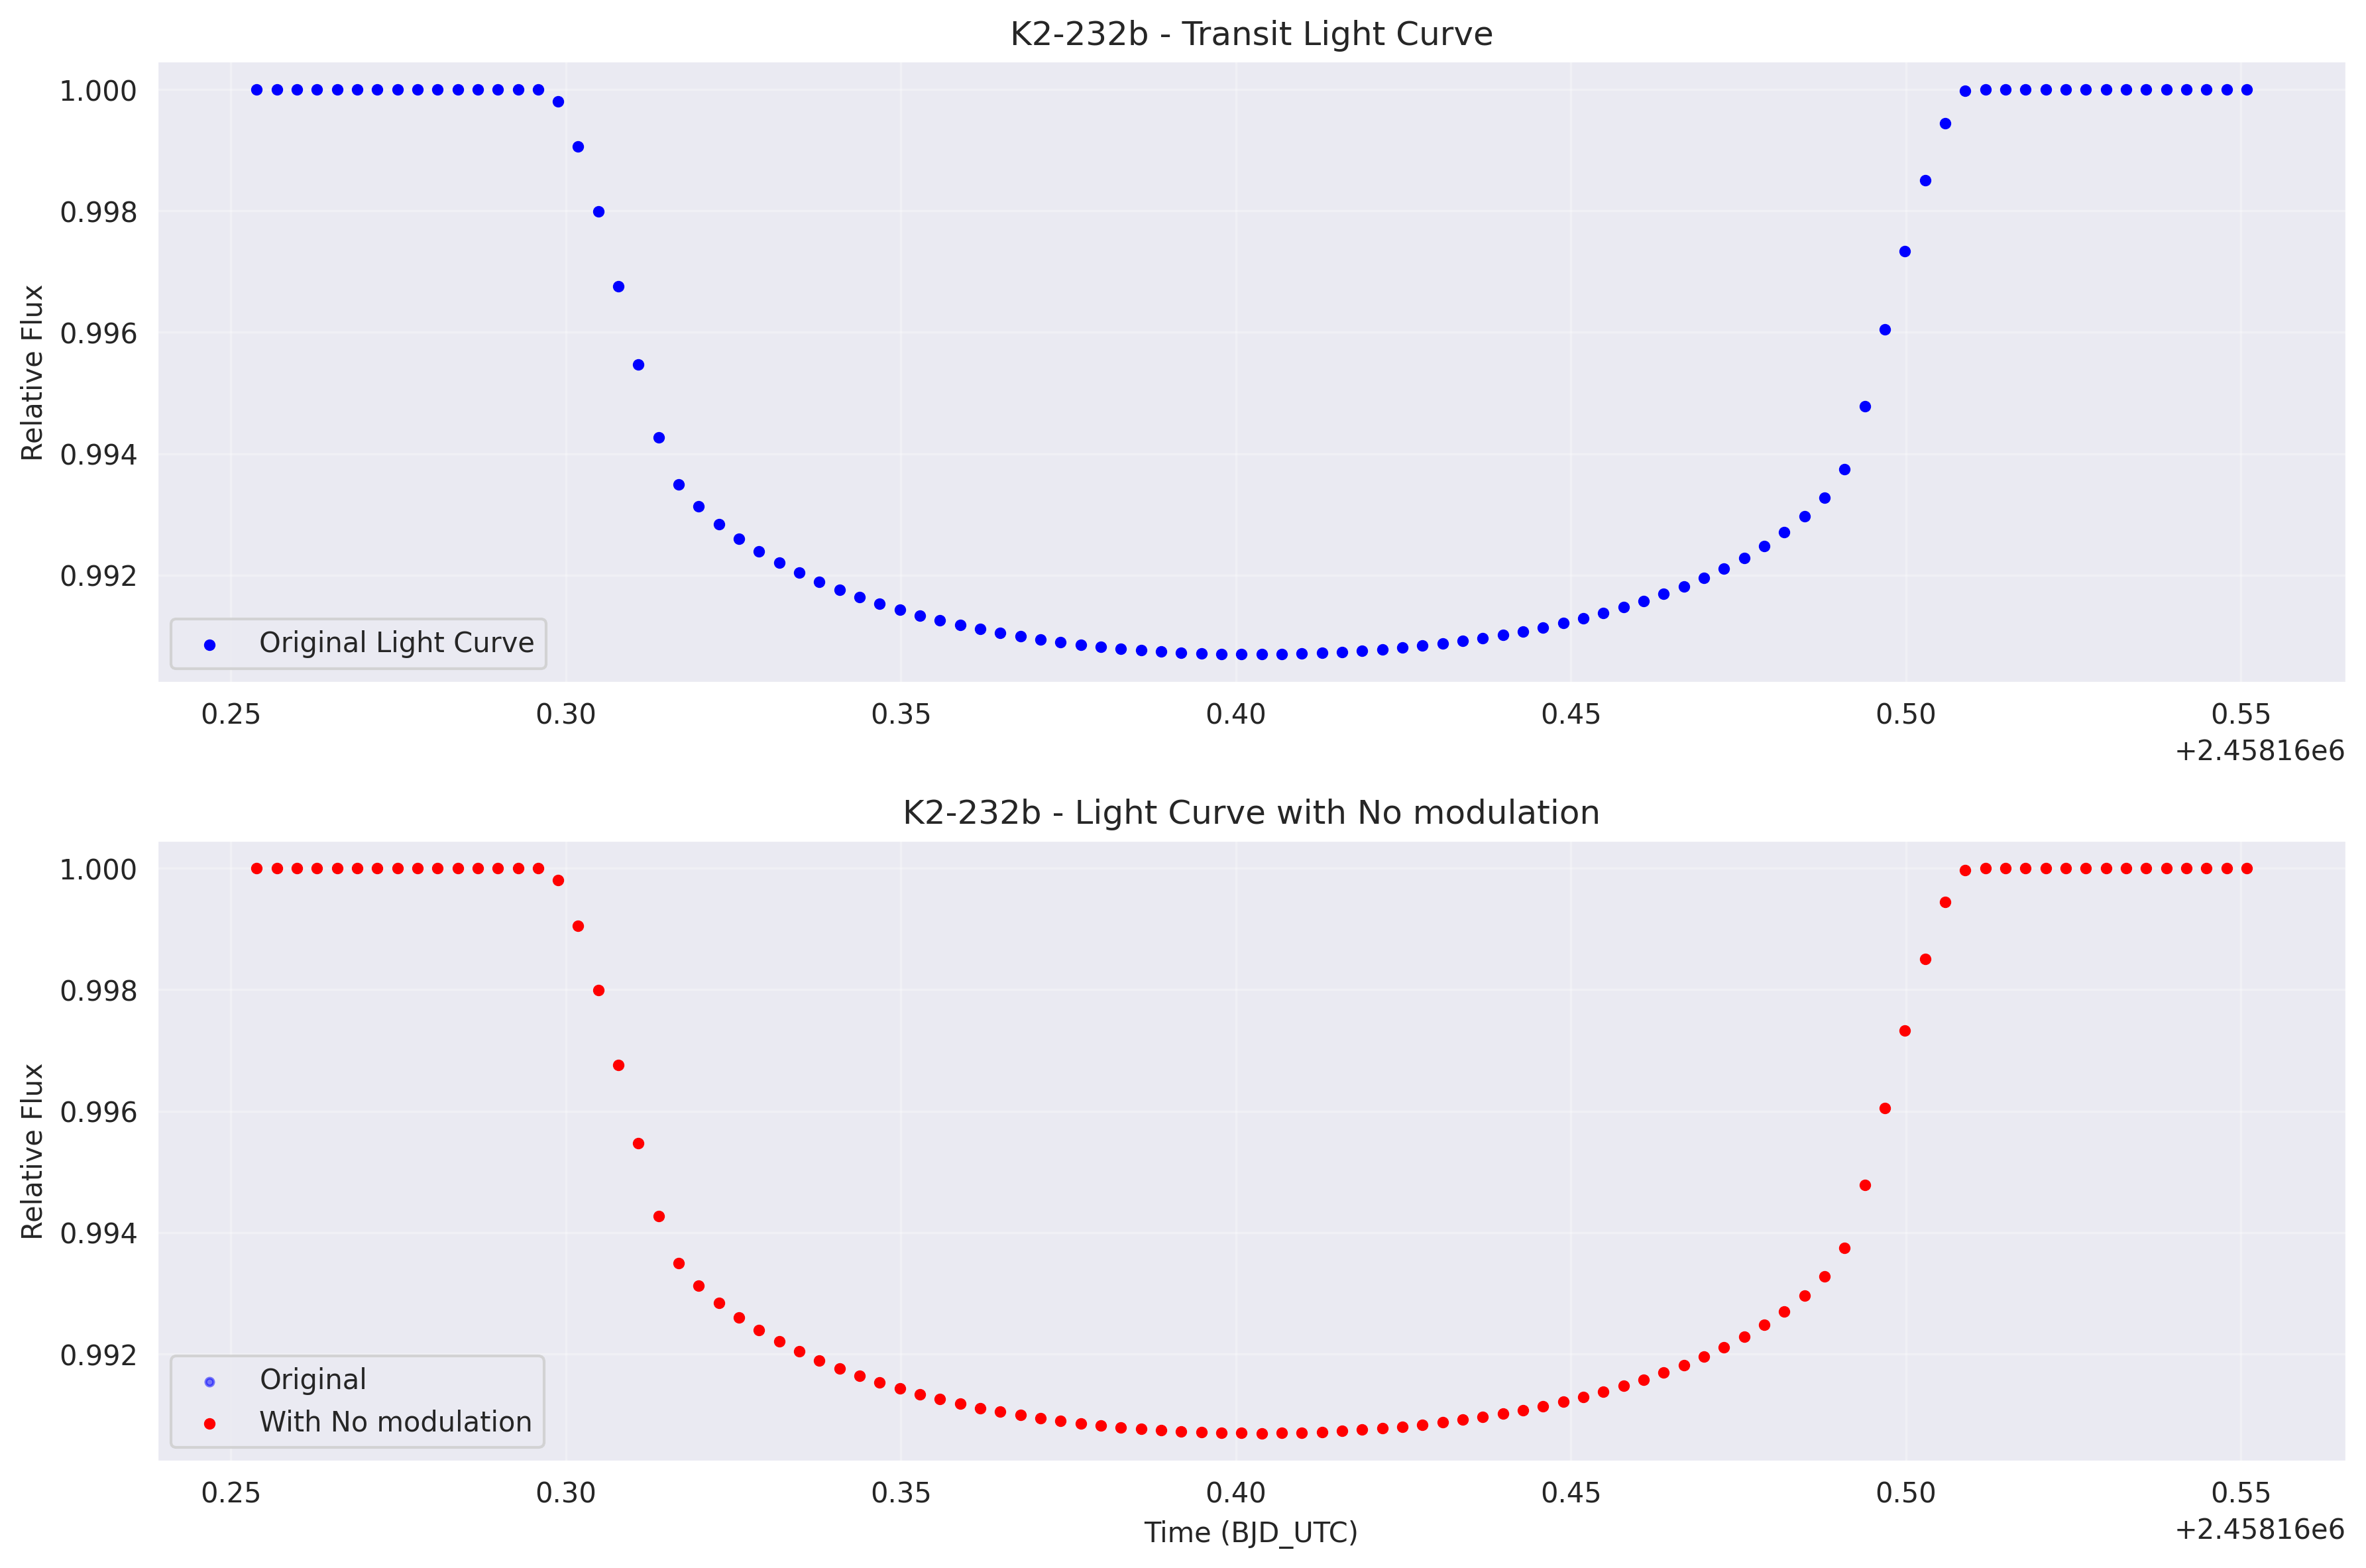 K2-232b - Transit Light Curve
1.000
0.998
0.996
0.994
0.992
Relative Flux
Original Light Curve
0.25 0.30 0.35 0.40 0.45 0.50 0.55
+2.45816e6
K2-232b - Light Curve with No modulation
1.000
0.998
0.996
0.994
0.992
Relative Flux
Original
With No modulation
0.25 0.30 0.35 0.40 0.45 0.50 0.55
Time (BJD_UTC)
+2.45816e6